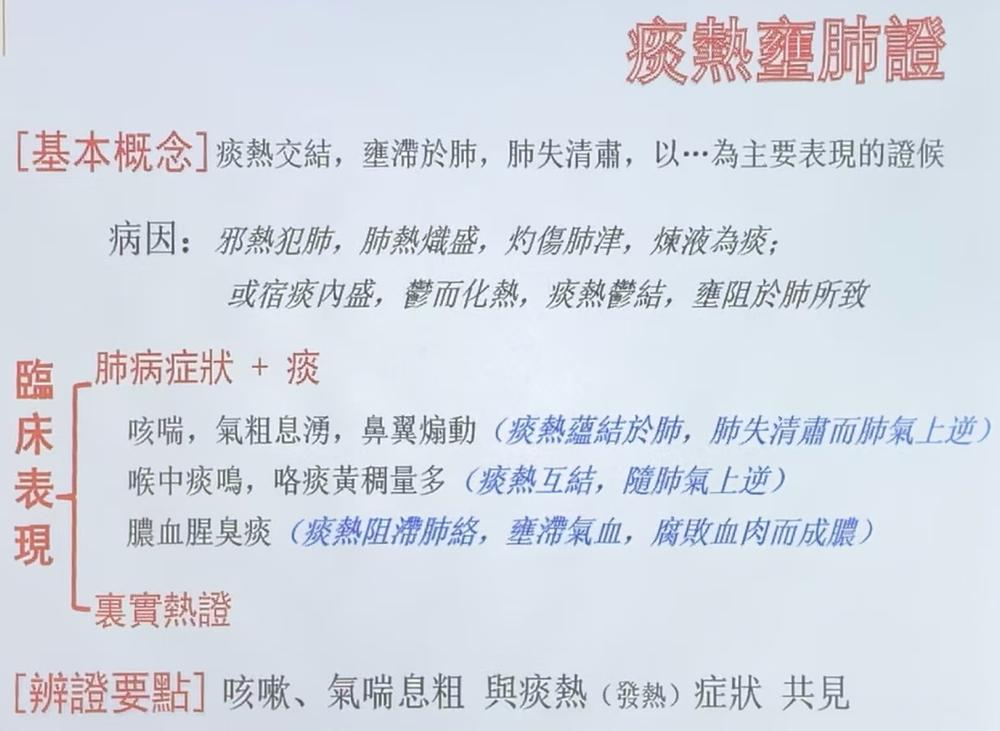 痰熱壅肺證
[基本概念] 痰熱交結，壅滯於肺，肺失清肅，以…為主要表現的證候
病因：邪熱犯肺，肺熱熾盛，灼傷肺津，煉液為痰；
或宿痰內盛，鬱而化熱，痰熱鬱結，壅阻於肺所致
臨床表現
肺病症狀 + 痰
咳喘，氣粗息湧，鼻翼煽動（痰熱蘊結於肺，肺失清肅而肺氣上逆）
喉中痰鳴，咯痰黃稠量多（痰熱互結，隨肺氣上逆）
膿血腥臭痰（痰熱阻滯肺絡，壅滯氣血，腐敗血肉而成膿）
裏實熱證
[辨證要點] 咳嗽、氣喘息粗 與痰熱（發熱）症狀 共見